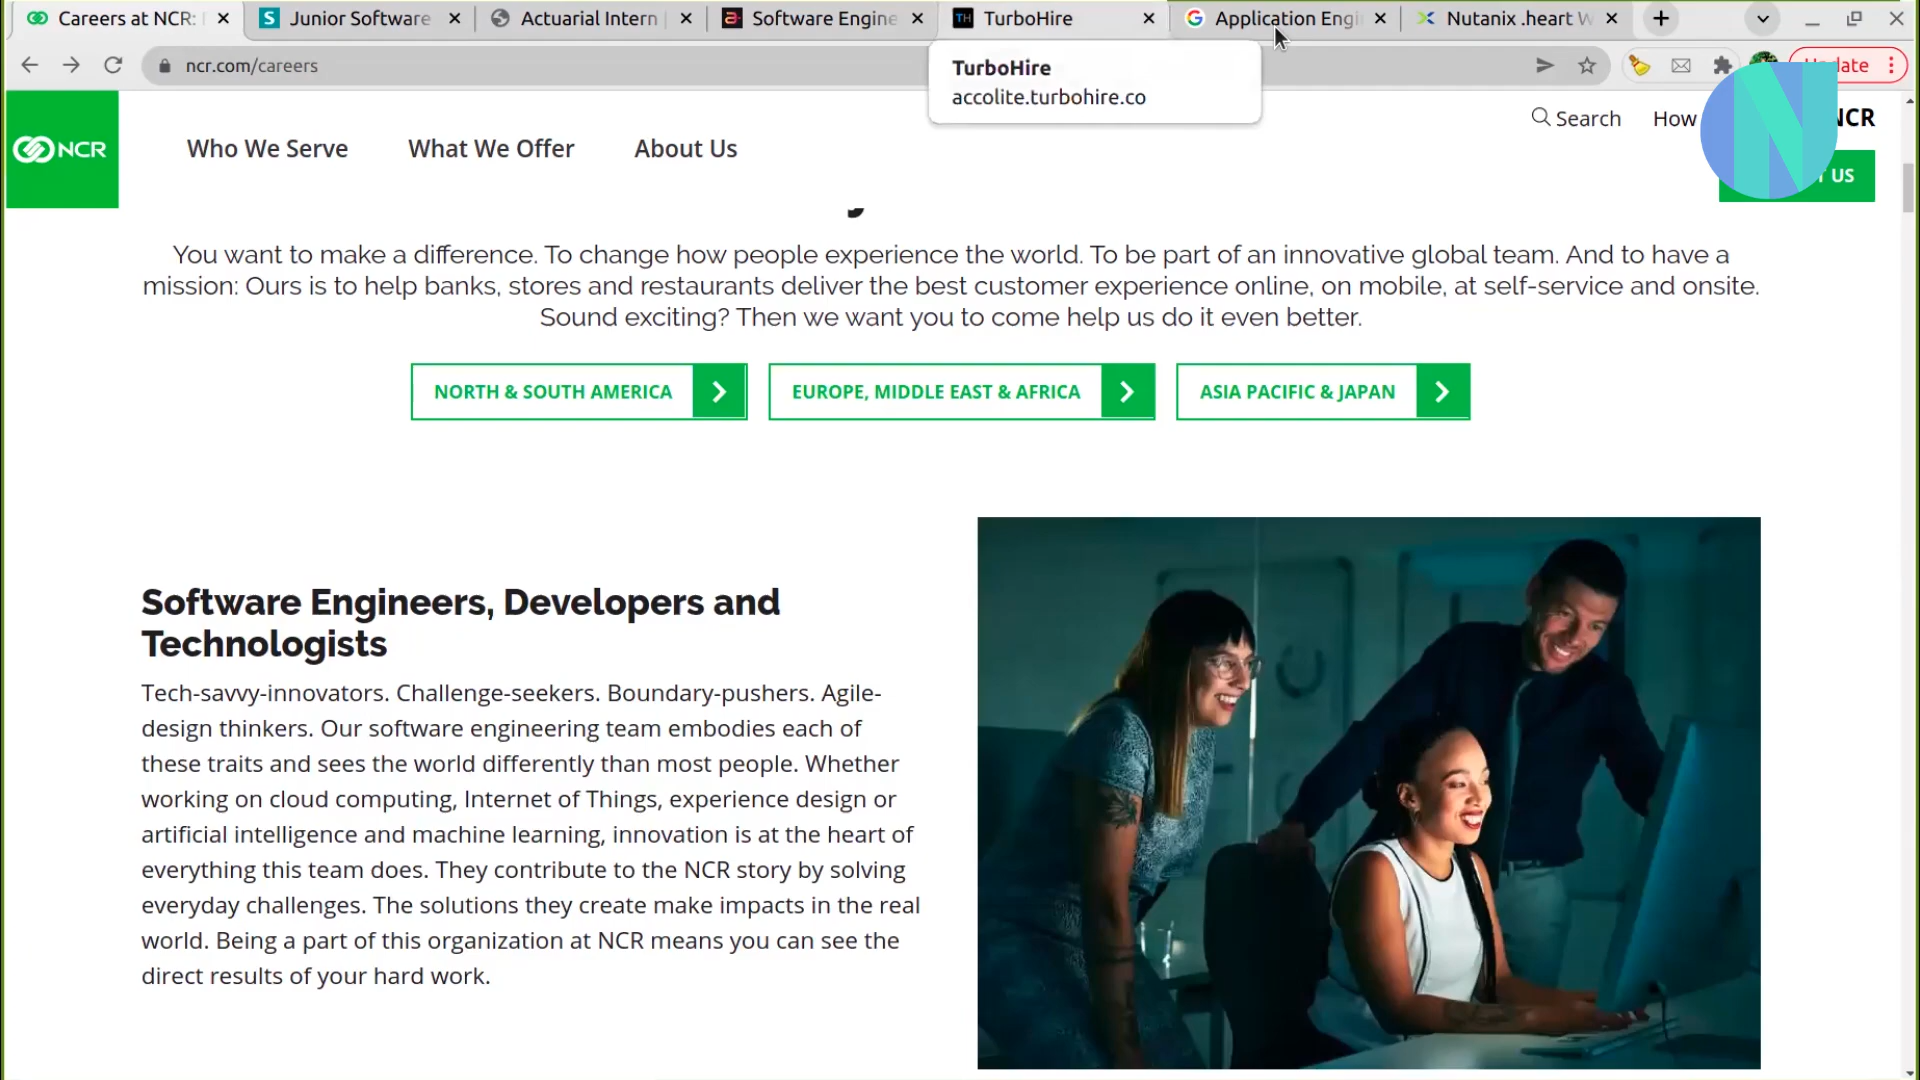 Careers at NCR:
Junior Software
Actuarial Intern
Software Engine
TurboHire
Application Engi
Nutanix .heart W
ncr.com/careers
TurboHire
accolite.turbohire.co
NCR
Who We Serve
What We Offer
About Us
Search
How
NCR
US
You want to make a difference. To change how people experience the world. To be part of an innovative global team. And to have a
mission: Ours is to help banks, stores and restaurants deliver the best customer experience online, on mobile, at self-service and onsite.
Sound exciting? Then we want you to come help us do it even better.
NORTH & SOUTH AMERICA
EUROPE, MIDDLE EAST & AFRICA
ASIA PACIFIC & JAPAN
Software Engineers, Developers and
Technologists
Tech-savvy-innovators. Challenge-seekers. Boundary-pushers. Agile-
design thinkers. Our software engineering team embodies each of
these traits and sees the world differently than most people. Whether
working on cloud computing, Internet of Things, experience design or
artificial intelligence and machine learning, innovation is at the heart of
everything this team does. They contribute to the NCR story by solving
everyday challenges. The solutions they create make impacts in the real
world. Being a part of this organization at NCR means you can see the
direct results of your hard work.